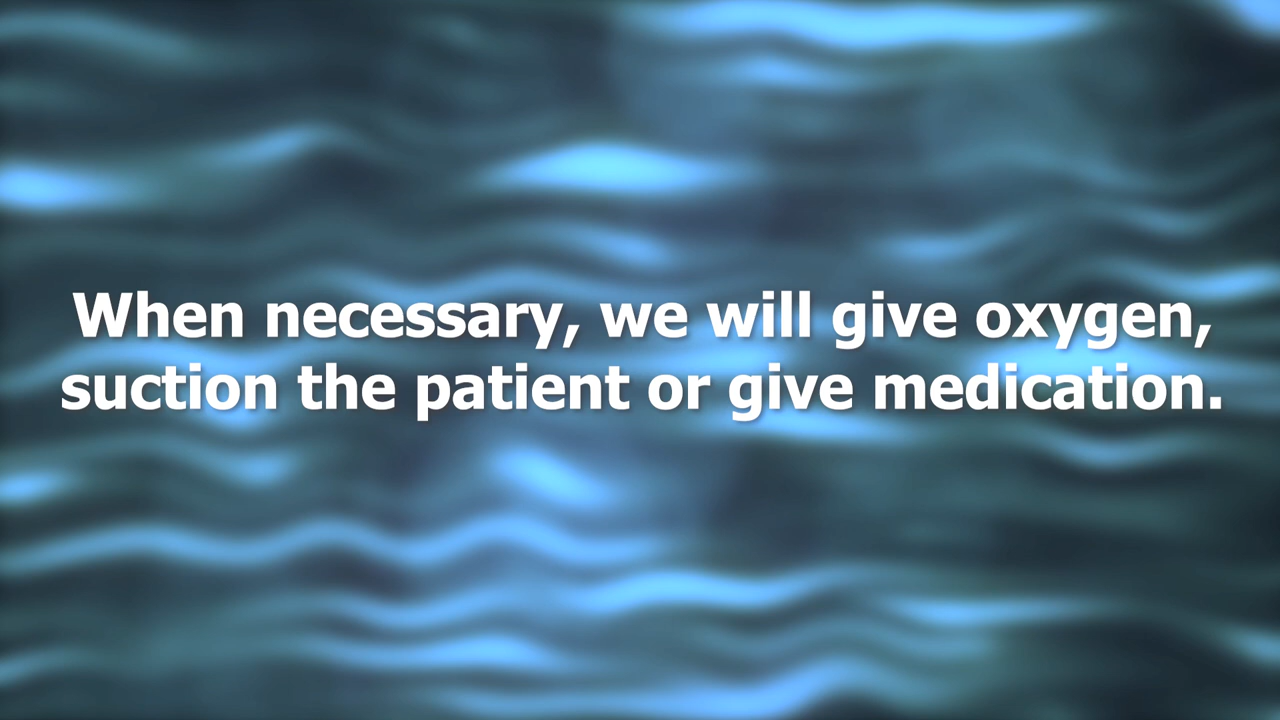 When necessary, we will give oxygen,
suction the patient or give medication.